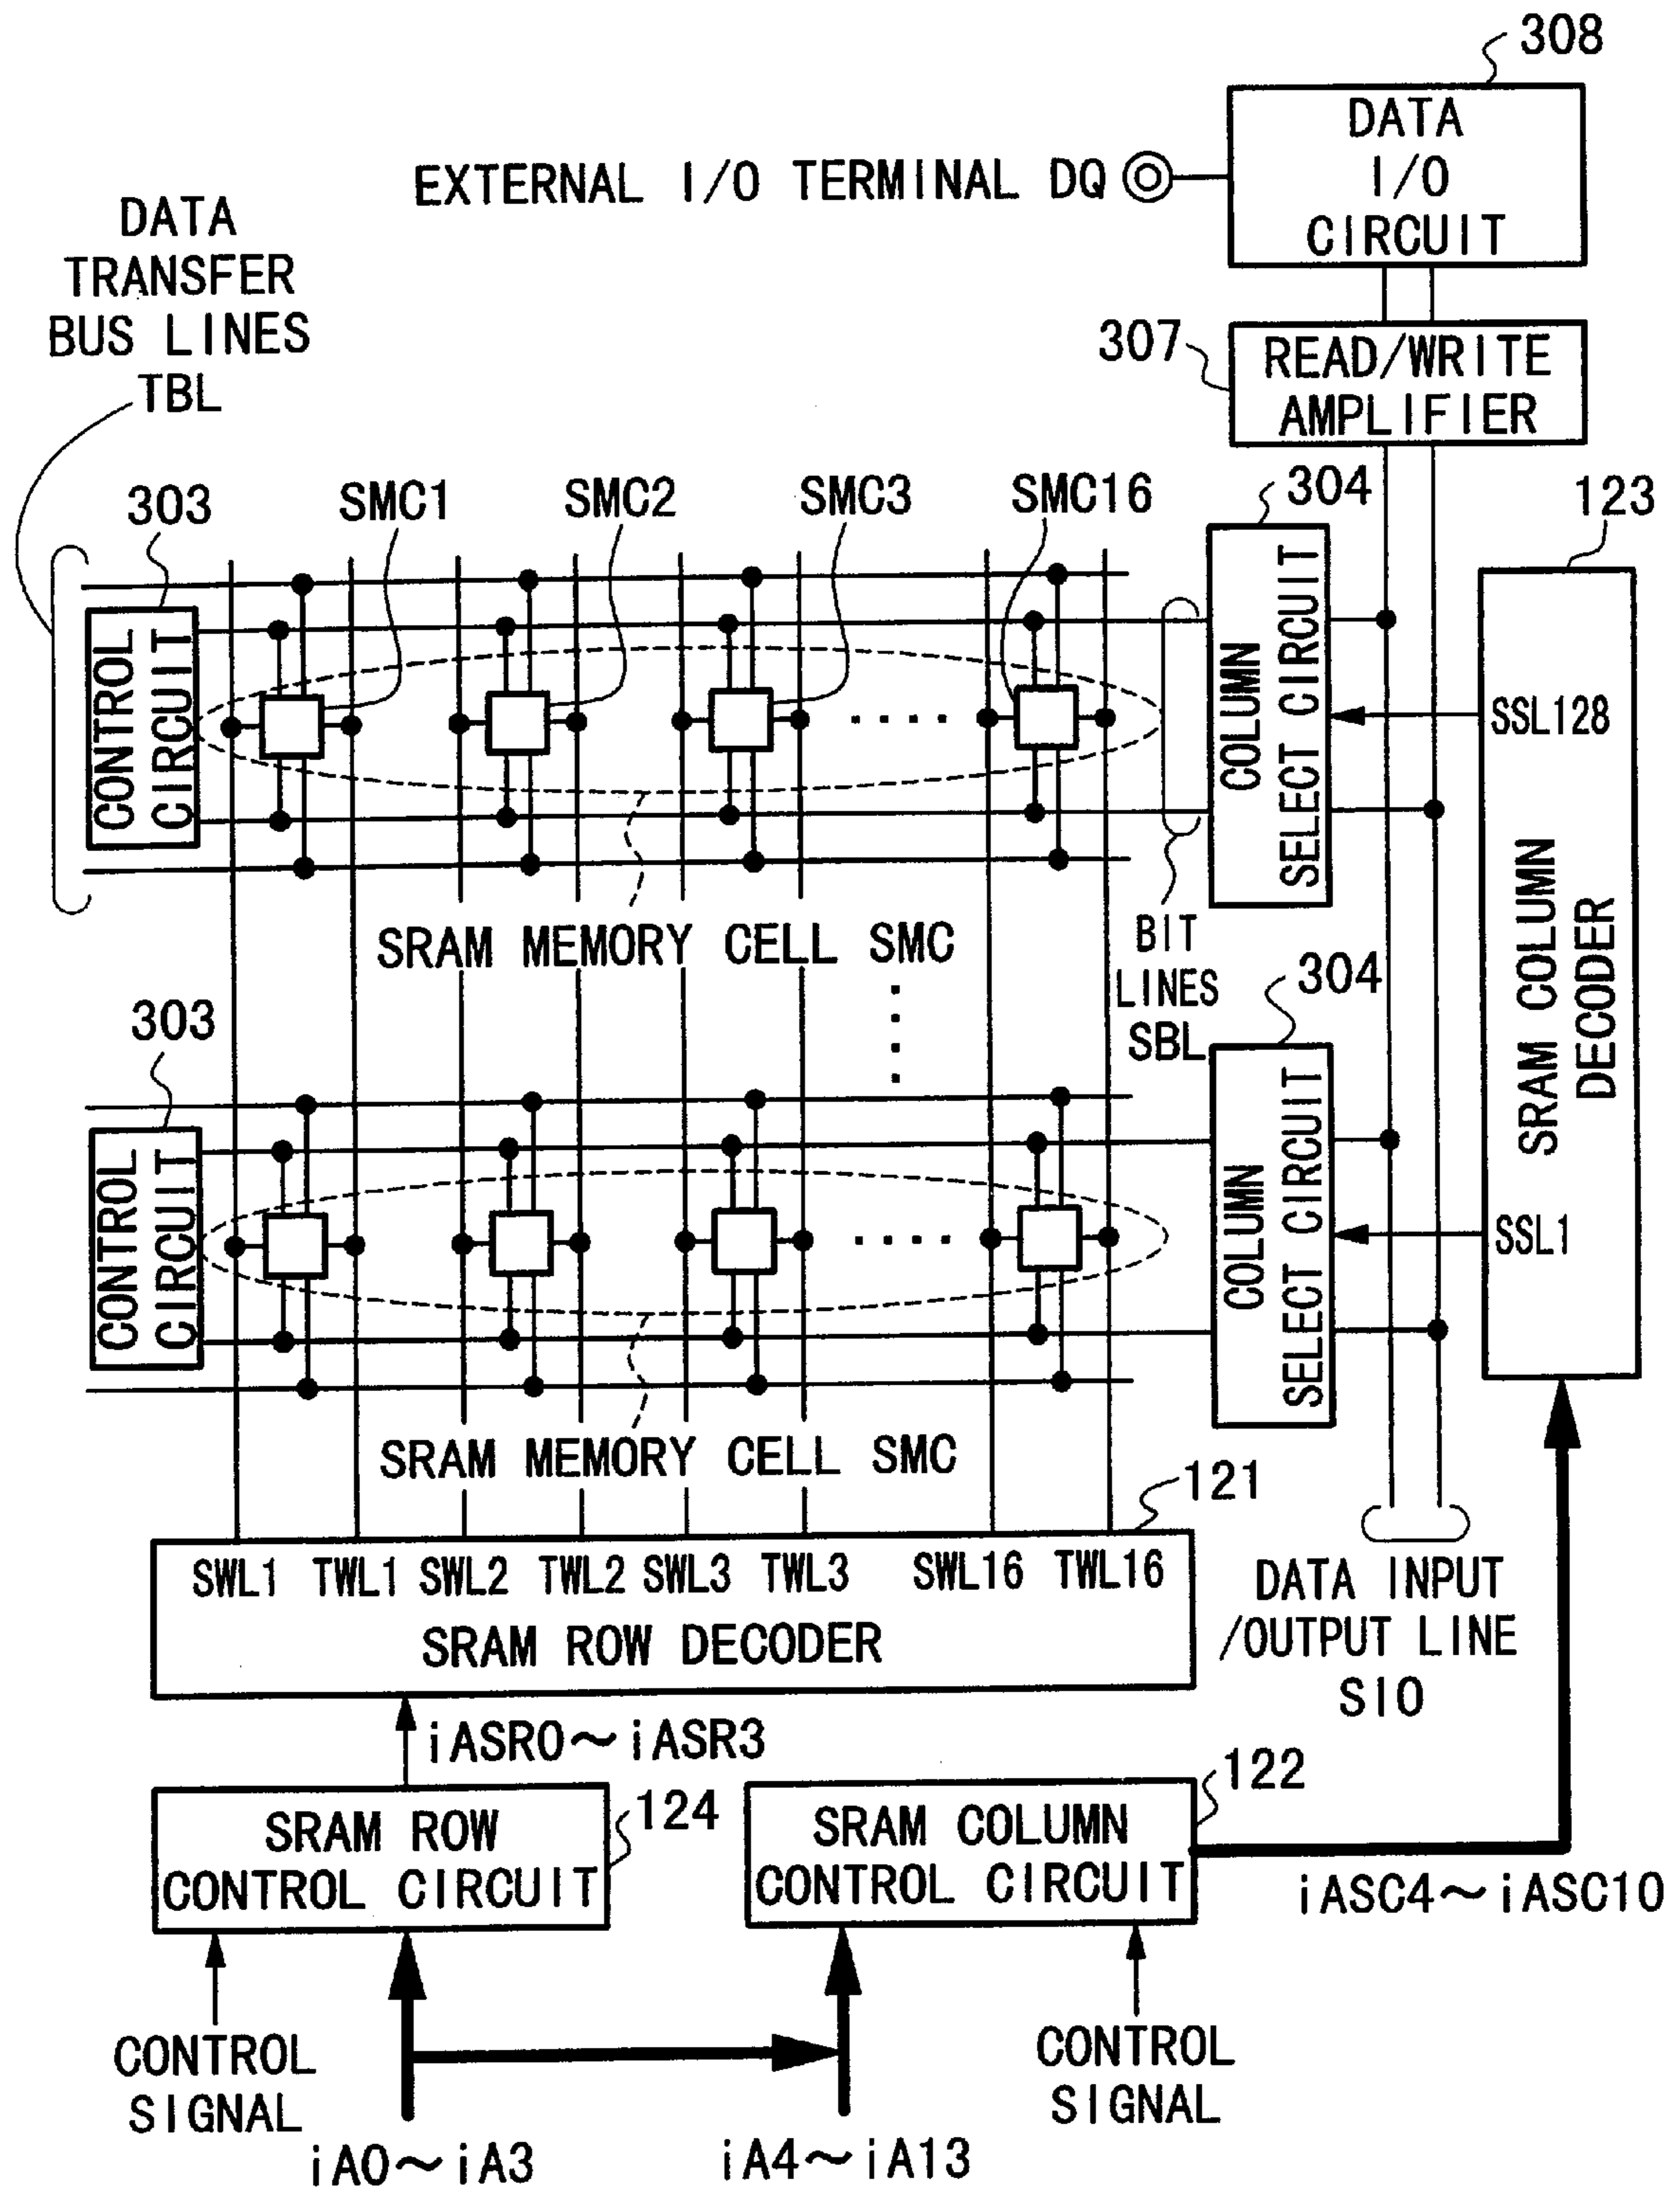 308
DATA
I/O
CIRCUIT
EXTERNAL I/O TERMINAL DQ
DATA
TRANSFER
BUS LINES
TBL
307
READ/WRITE
AMPLIFIER
303
SMC1
SMC2
SMC3
SMC16
304
123
CONTROL
CIRCUIT
COLUMN
SELECT CIRCUIT
SSL128
SRAM COLUMN
DECODER
SRAM MEMORY CELL SMC
BIT
LINES
SBL
304
303
CONTROL
CIRCUIT
COLUMN
SELECT CIRCUIT
SSL1
SRAM MEMORY CELL SMC
121
SWL1 TWL1 SWL2 TWL2 SWL3 TWL3 SWL16 TWL16
SRAM ROW DECODER
DATA INPUT
/OUTPUT LINE
SIO
iASR0～iASR3
124
SRAM ROW
CONTROL CIRCUIT
122
SRAM COLUMN
CONTROL CIRCUIT
iASC4～iASC10
CONTROL
SIGNAL
CONTROL
SIGNAL
iA0～iA3
iA4～iA13